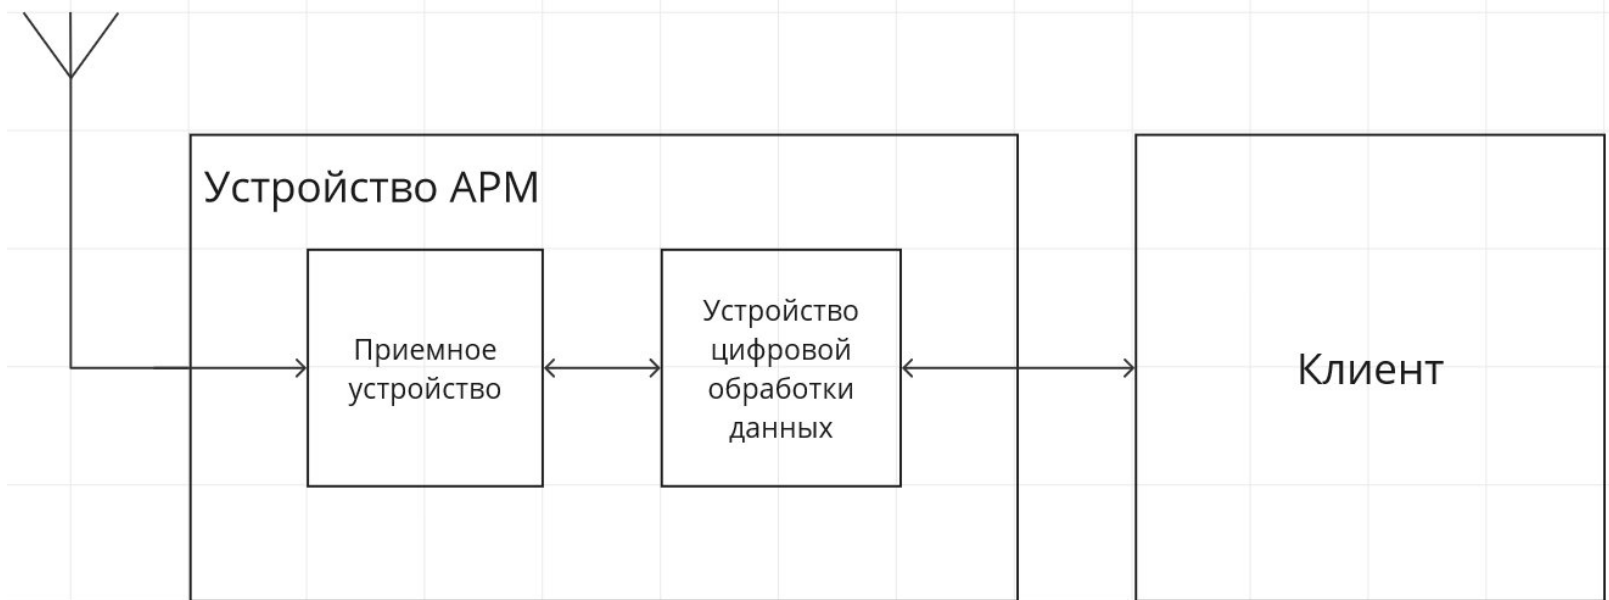 Устройство АРМ
Приемное
устройство
Устройство
цифровой
обработки
данных
Клиент